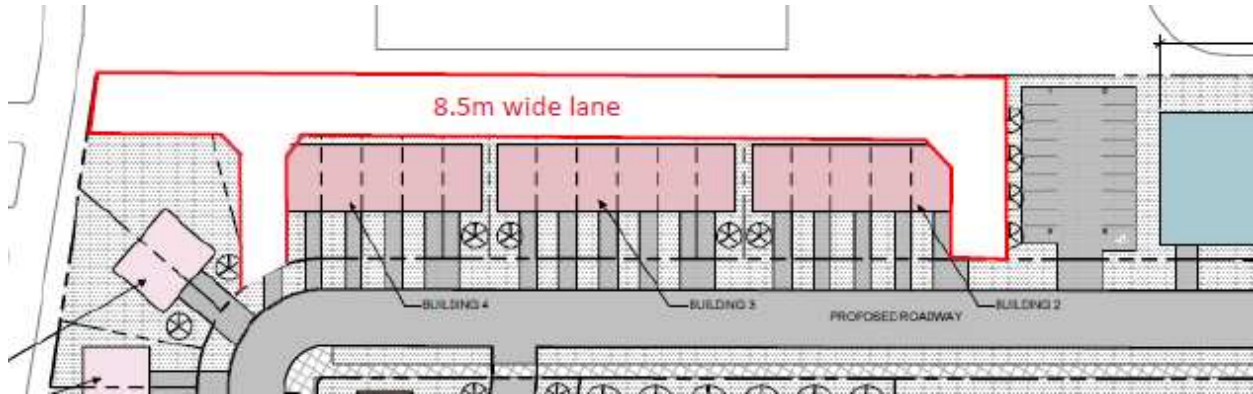 8.5m wide lane
BUILDING 4
BUILDING 3
BUILDING 2
PROPOSED ROADWAY